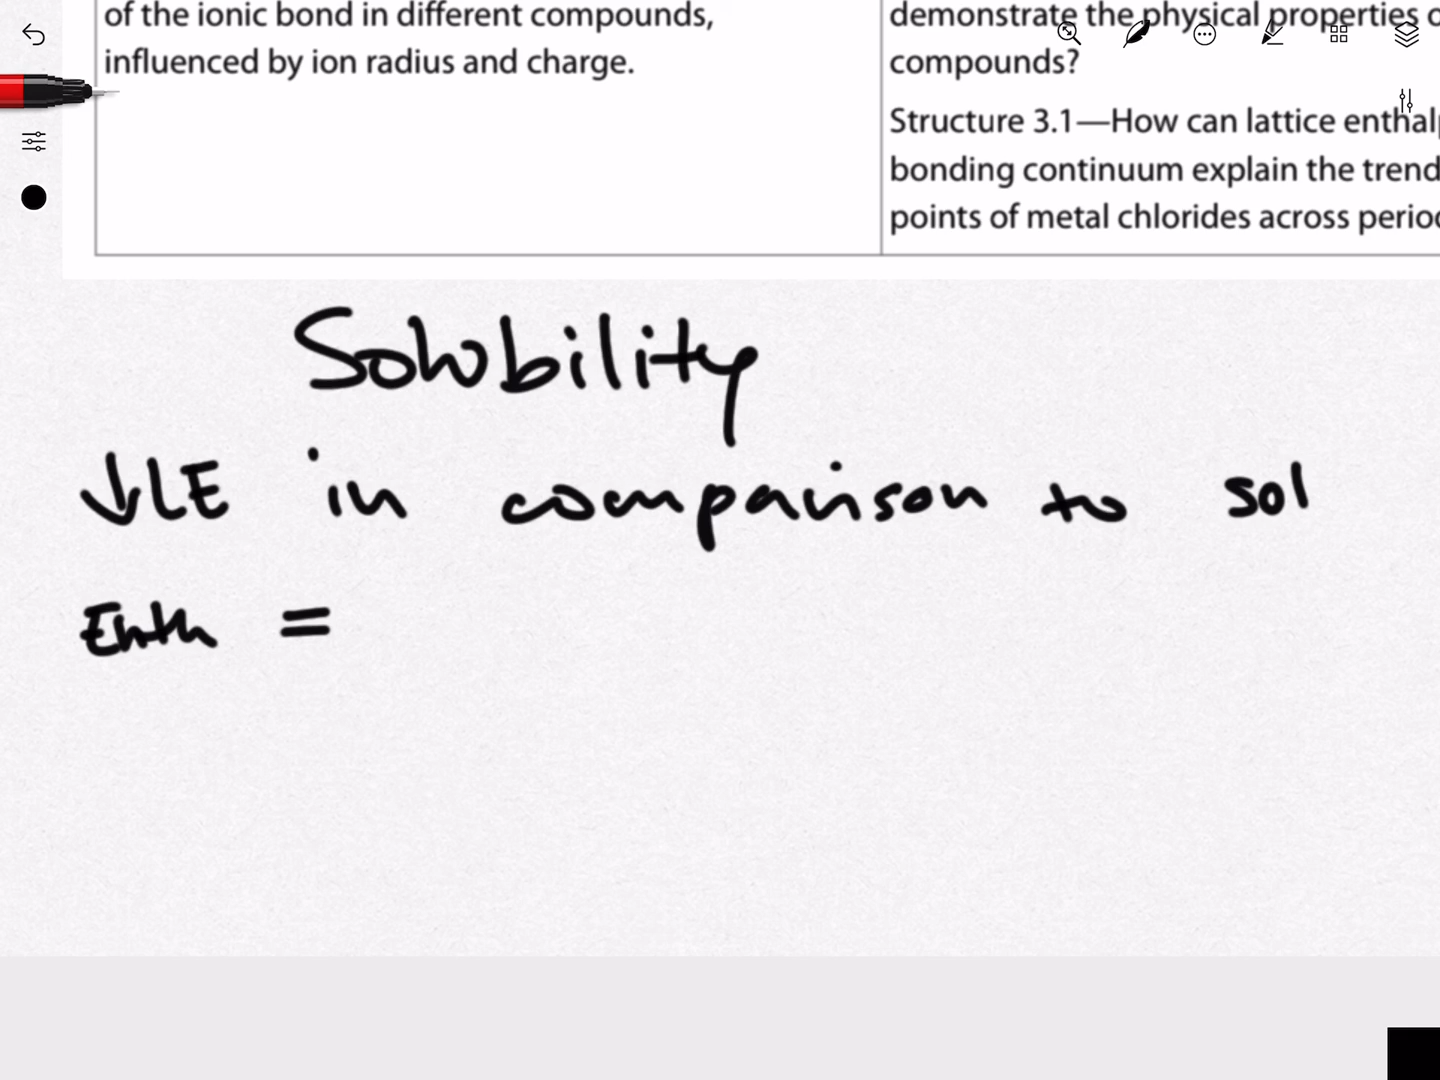 of the ionic bond in different compounds,
influenced by ion radius and charge.
demonstrate the physical properties o
compounds?
Structure 3.1—How can lattice enthal
bonding continuum explain the trend
points of metal chlorides across perio
Solubility
↓LE in comparison to sol
Enth =